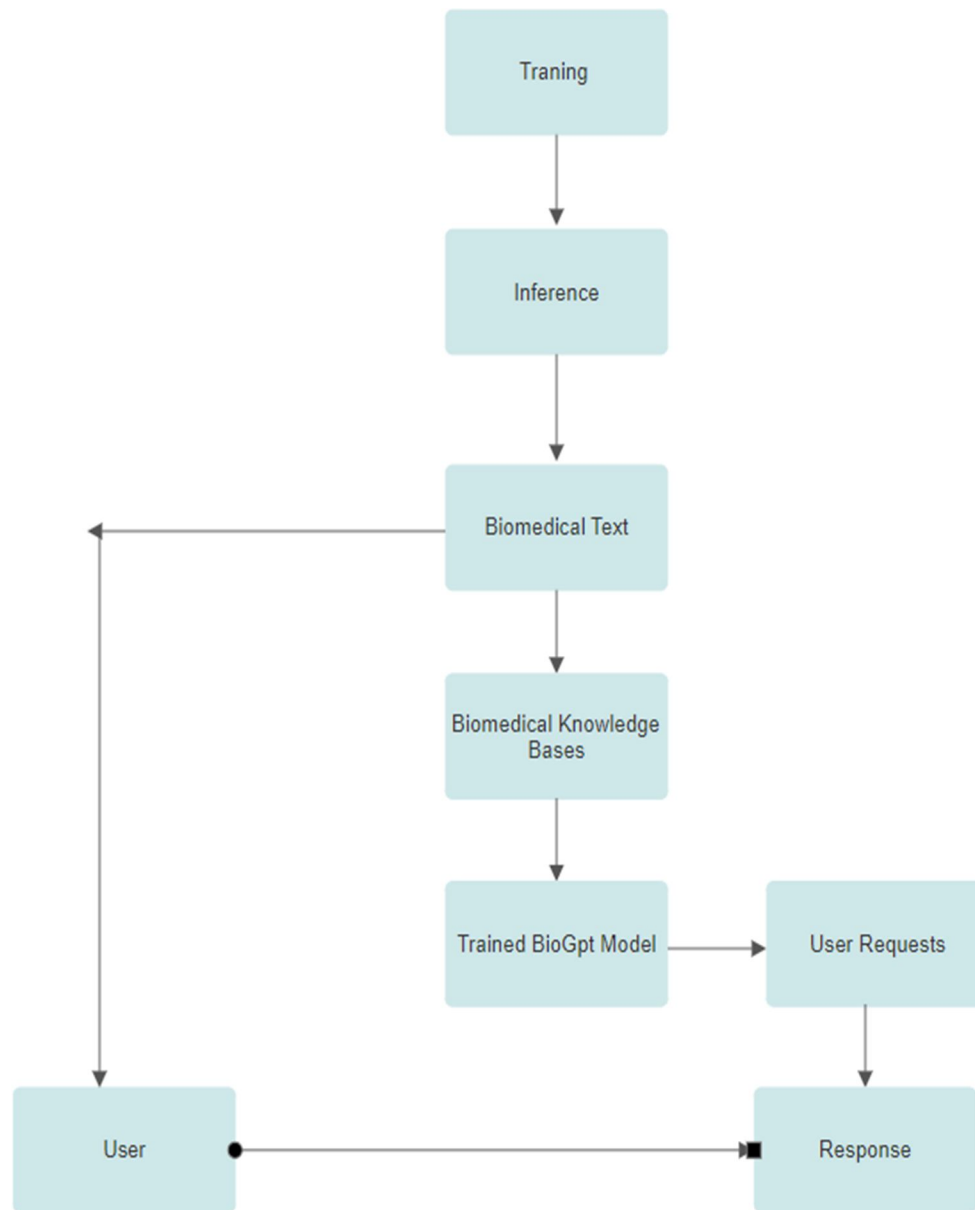 Traning
Inference
Biomedical Text
Biomedical Knowledge
Bases
Trained BioGpt Model
User Requests
User
Response